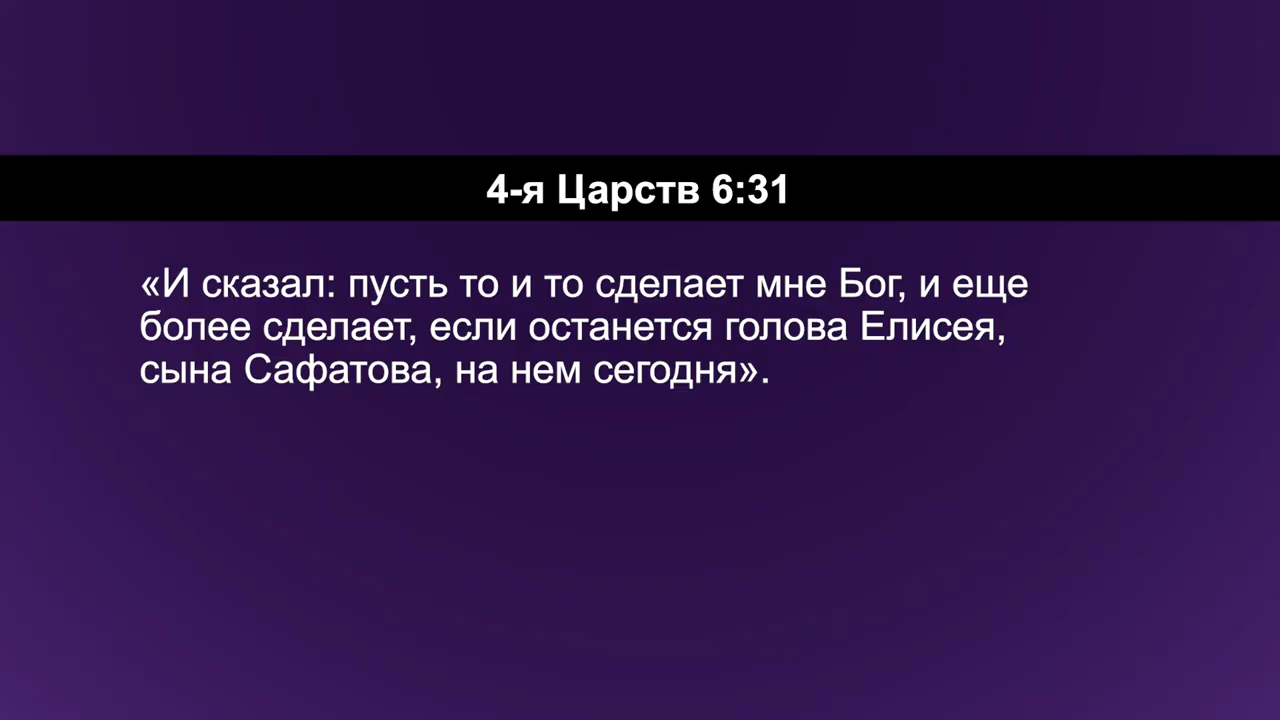 4-я Царств 6:31
«И сказал: пусть то и то сделает мне Бог, и еще
более сделает, если останется голова Елисея,
сына Сафатова, на нем сегодня».